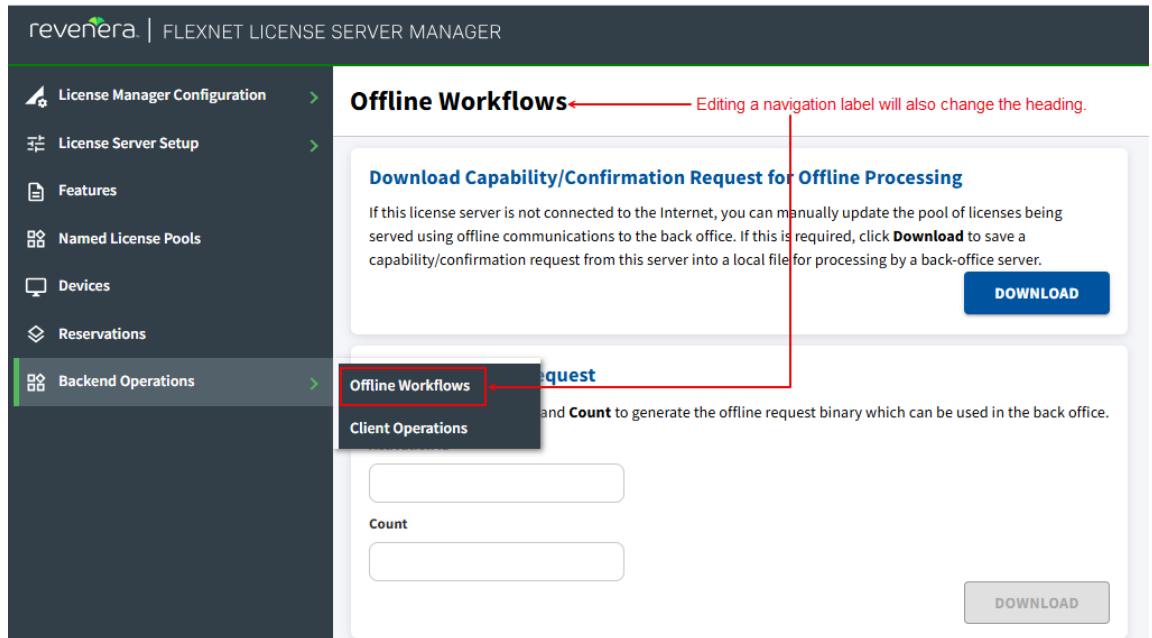 revenera. | FLEXNET LICENSE SERVER MANAGER
License Manager Configuration
License Server Setup
Features
Named License Pools
Devices
Reservations
Backend Operations
Offline Workflows
Client Operations
Offline Workflows
Editing a navigation label will also change the heading.
Download Capability/Confirmation Request for Offline Processing
If this license server is not connected to the Internet, you can manually update the pool of licenses being
served using offline communications to the back office. If this is required, click Download to save a
capability/confirmation request from this server into a local file for processing by a back-office server.
DOWNLOAD
equest
and Count to generate the offline request binary which can be used in the back office.
Count
DOWNLOAD